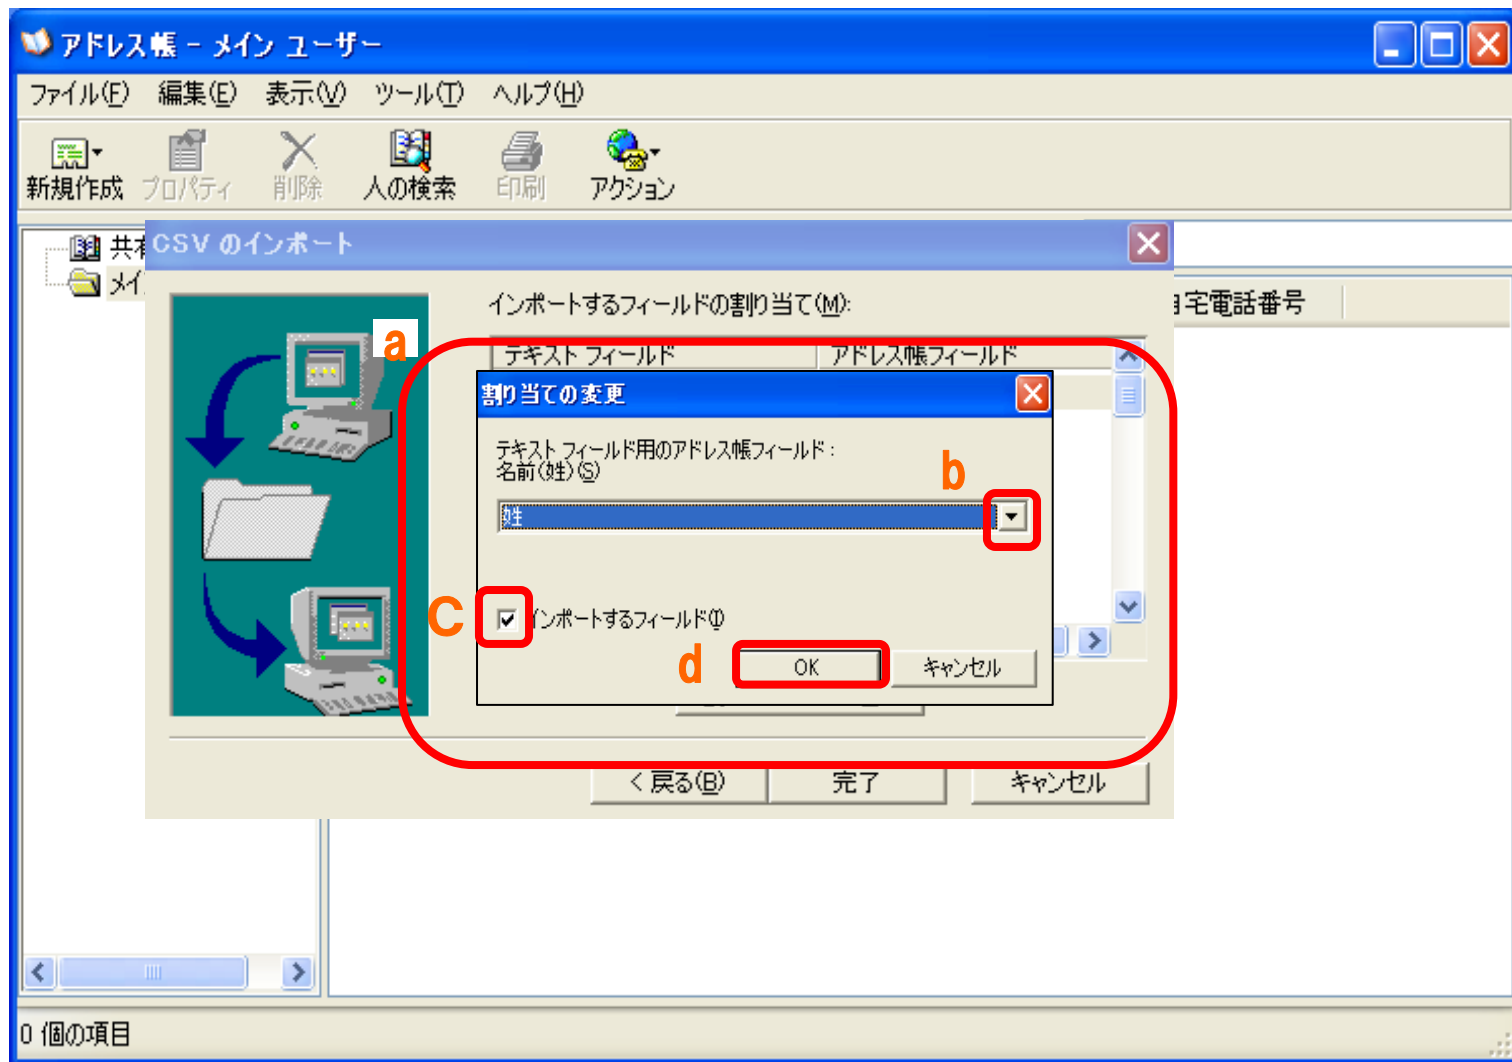 アドレス帳 - メイン ユーザー
ファイル(F) 編集(E) 表示(V) ツール(T) ヘルプ(H)
新規作成 プロパティ 削除 人の検索 印刷 アクション
共有
メイ
CSV のインポート
インポートするフィールドの割り当て(M):
宅電話番号
a
テキスト フィールド アドレス帳フィールド
割り当ての変更
テキスト フィールド用のアドレス帳フィールド :
名前(姓)(S)
b
姓
c
インポートするフィールド(I)
d
OK キャンセル
< 戻る(B) 完了 キャンセル
0 個の項目